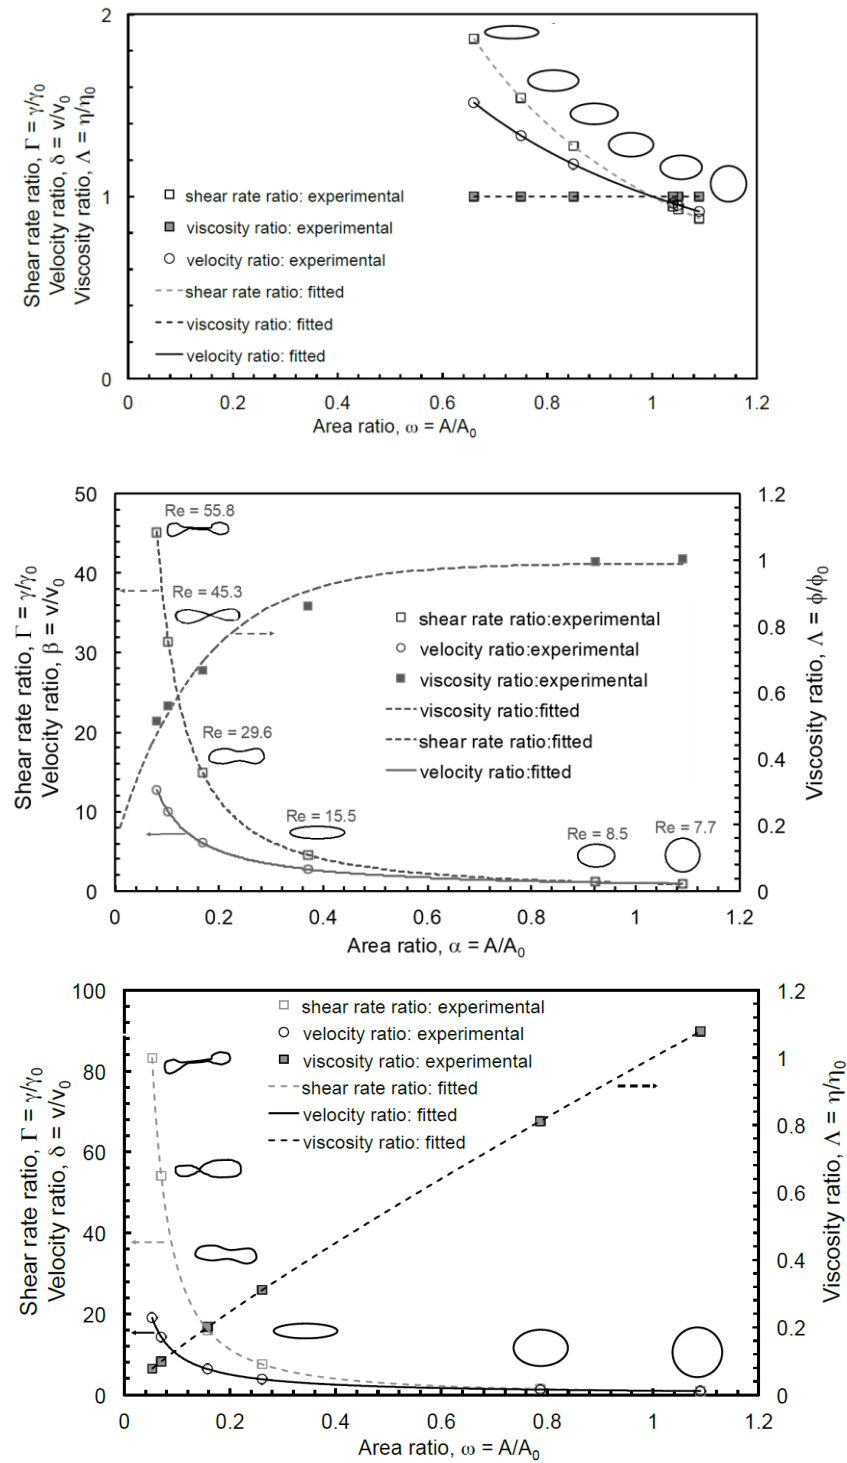 2
Shear rate ratio, Γ = γ/γ0
Velocity ratio, δ = v/v0
Viscosity ratio, Λ = η/η0
1
shear rate ratio: experimental
viscosity ratio: experimental
velocity ratio: experimental
shear rate ratio: fitted
viscosity ratio: fitted
velocity ratio: fitted
0
0 0.2 0.4 0.6 0.8 1 1.2
Area ratio, ω = A/A0
50 1.2
Re = 55.8
40 1
Re = 45.3
30 0.8
20 0.6
10 0.4
0 0.2
0
Shear rate ratio, Γ = γ/γ0
Velocity ratio, β = v/v0
Viscosity ratio, Λ = ϕ/ϕ0
shear rate ratio:experimental
velocity ratio:experimental
viscosity ratio:experimental
viscosity ratio:fitted
shear rate ratio:fitted
velocity ratio:fitted
Re = 29.6
Re = 15.5
Re = 8.5
Re = 7.7
0 0.2 0.4 0.6 0.8 1 1.2
Area ratio, α = A/A0
100 1.2
80 1
60 0.8
40 0.6
20 0.4
0 0.2
0
shear rate ratio: experimental
velocity ratio: experimental
viscosity ratio: experimental
shear rate ratio: fitted
velocity ratio: fitted
viscosity ratio: fitted
Shear rate ratio, Γ = γ/γ0
Velocity ratio, δ = v/v0
Viscosity ratio, Λ = η/η0
0 0.2 0.4 0.6 0.8 1 1.2
Area ratio, ω = A/A0